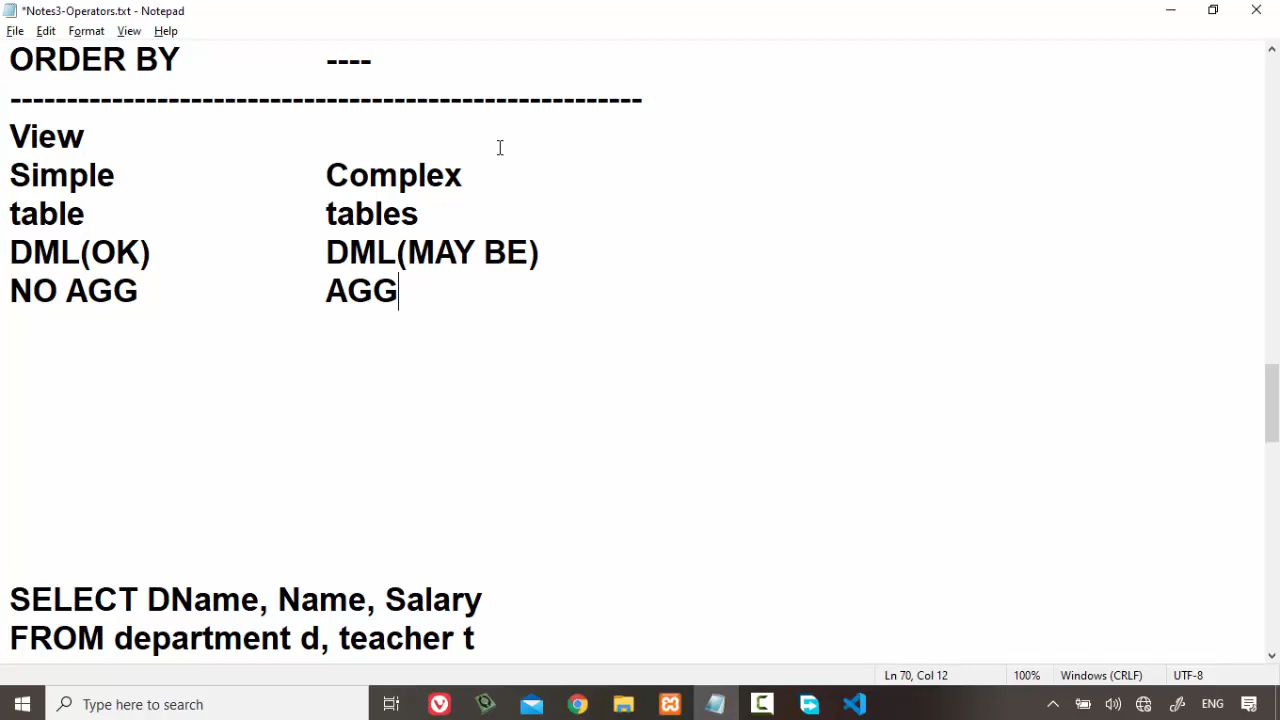 *Notes3-Operators.txt - Notepad
File Edit Format View Help
ORDER BY ----
--------------------------------------------------------
View
Simple Complex
table tables
DML(OK) DML(MAY BE)
NO AGG AGG
SELECT DName, Name, Salary
FROM department d, teacher t
Ln 70, Col 12 100% Windows (CRLF) UTF-8
Type here to search ENG